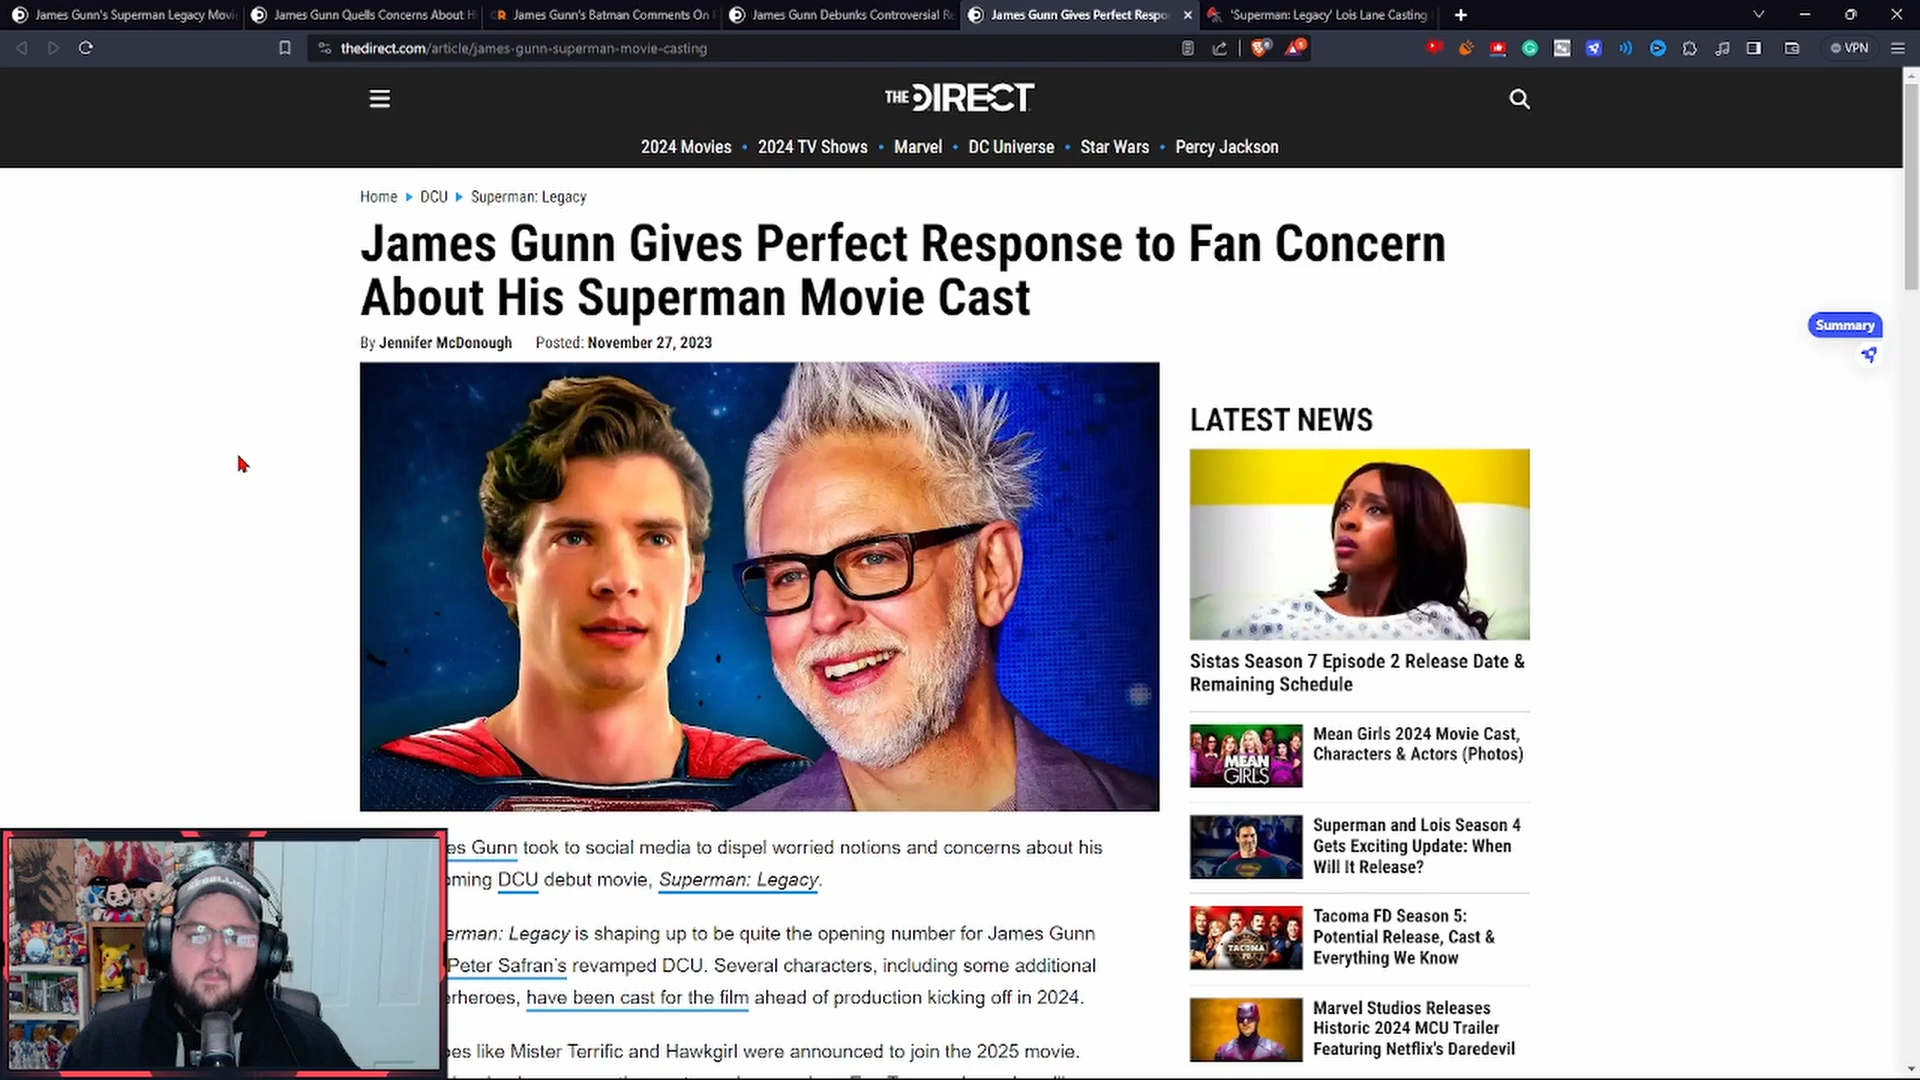 James Gunn's Superman Legacy Movi
James Gunn Quells Concerns About H
James Gunn's Batman Comments On
James Gunn Debunks Controversial Re
James Gunn Gives Perfect Respo
'Superman: Legacy' Lois Lane Casting
thedirect.com/article/james-gunn-superman-movie-casting
VPN
THE DIRECT
2024 Movies • 2024 TV Shows • Marvel • DC Universe • Star Wars • Percy Jackson
Home ▸ DCU ▸ Superman: Legacy
James Gunn Gives Perfect Response to Fan Concern
About His Superman Movie Cast
By Jennifer McDonough Posted: November 27, 2023
Summary
LATEST NEWS
Sistas Season 7 Episode 2 Release Date &
Remaining Schedule
MEAN
GIRLS
Mean Girls 2024 Movie Cast,
Characters & Actors (Photos)
Superman and Lois Season 4
Gets Exciting Update: When
Will It Release?
TACOMA
FD
Tacoma FD Season 5:
Potential Release, Cast &
Everything We Know
Marvel Studios Releases
Historic 2024 MCU Trailer
Featuring Netflix's Daredevil
es Gunn took to social media to dispel worried notions and concerns about his
oming DCU debut movie, Superman: Legacy.
erman: Legacy is shaping up to be quite the opening number for James Gunn
Peter Safran's revamped DCU. Several characters, including some additional
erheroes, have been cast for the film ahead of production kicking off in 2024.
oes like Mister Terrific and Hawkgirl were announced to join the 2025 movie.
REBELLION